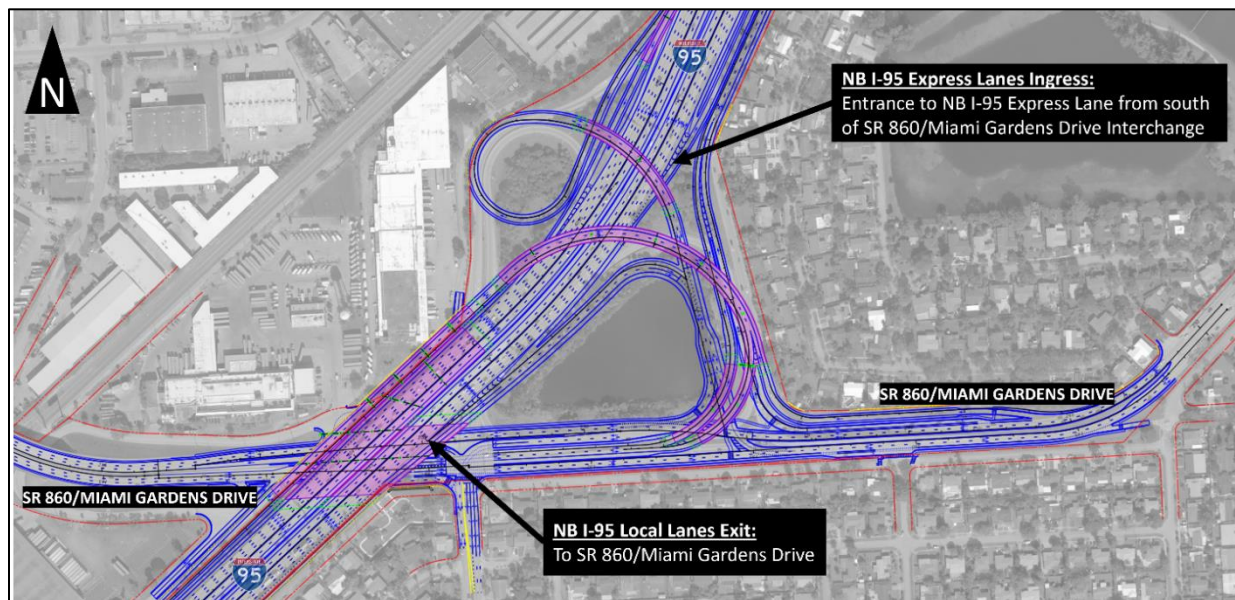 N
95
NB I-95 Express Lanes Ingress:
Entrance to NB I-95 Express Lane from south
of SR 860/Miami Gardens Drive Interchange
SR 860/MIAMI GARDENS DRIVE
SR 860/MIAMI GARDENS DRIVE
NB I-95 Local Lanes Exit:
To SR 860/Miami Gardens Drive
95